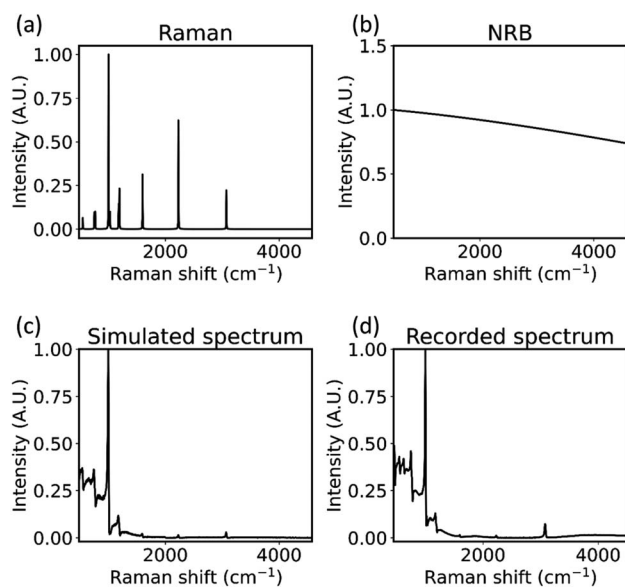 (a)
Raman
Intensity (A.U.)
1.00
0.75
0.50
0.25
0.00
2000
4000
Raman shift (cm⁻¹)
(b)
NRB
Intensity (A.U.)
1.5
1.0
0.5
0.0
2000
4000
Raman shift (cm⁻¹)
(c)
Simulated spectrum
Intensity (A.U.)
1.00
0.75
0.50
0.25
0.00
2000
4000
Raman shift (cm⁻¹)
(d)
Recorded spectrum
Intensity (A.U.)
1.00
0.75
0.50
0.25
0.00
2000
4000
Raman shift (cm⁻¹)